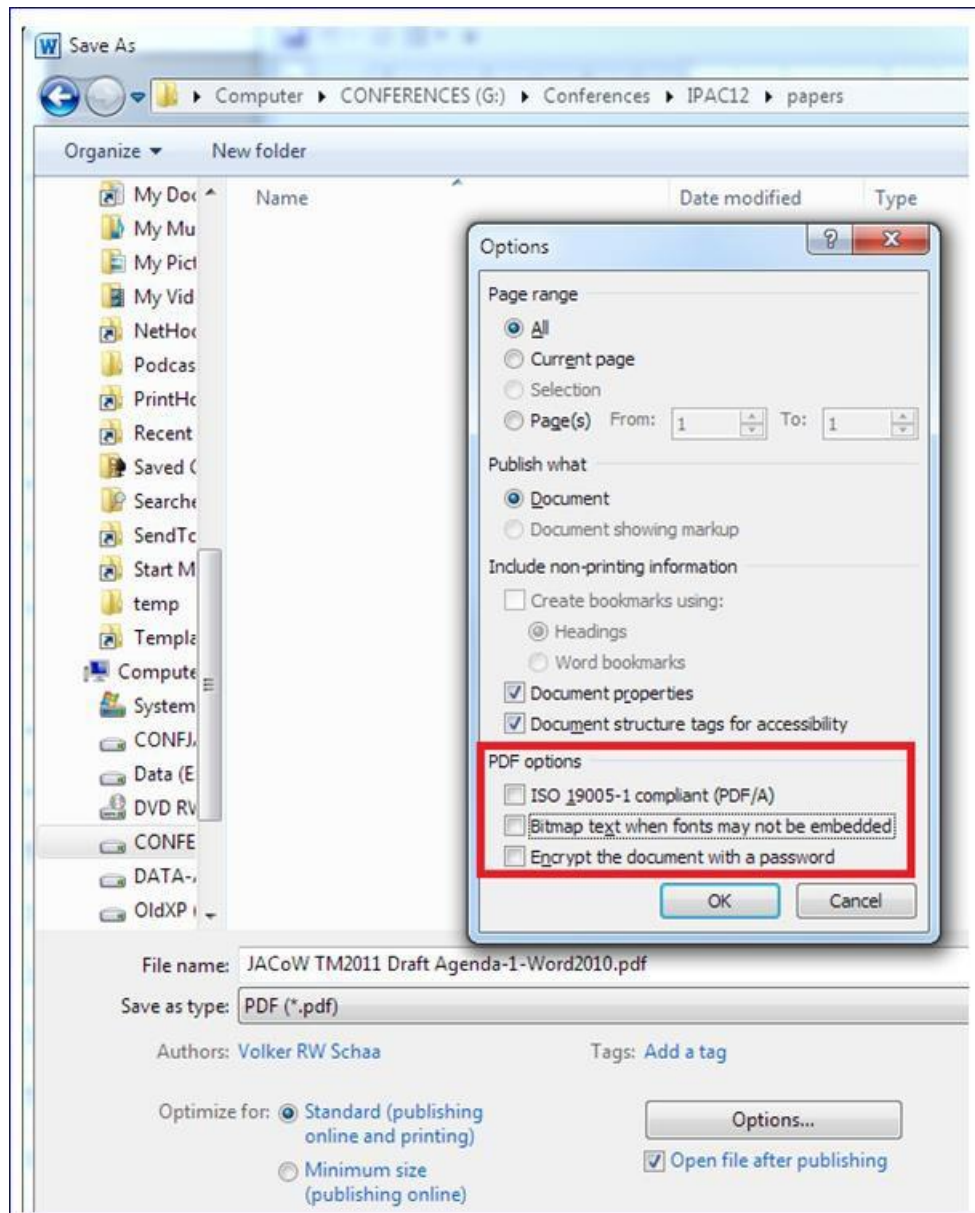 W Save As
Computer CONFERENCES (G:) Conferences IPAC12 papers
Organize New folder
Name Date modified Type
My Doc
My Mu
My Pict
My Vid
NetHoo
Podcas
PrintHo
Recent
Saved
Searche
SendTo
Start M
temp
Templa
Compute
System
CONFJ
Data (E
DVD RW
CONFE
DATA-
OldXP
Options
?
X
Page range
All
Current page
Selection
Page(s) From: 1 To: 1
Publish what
Document
Document showing markup
Include non-printing information
Create bookmarks using:
Headings
Word bookmarks
Document properties
Document structure tags for accessibility
PDF options
ISO 19005-1 compliant (PDF/A)
Bitmap text when fonts may not be embedded
Encrypt the document with a password
OK Cancel
File name: JACoW TM2011 Draft Agenda-1-Word2010.pdf
Save as type: PDF (*.pdf)
Authors: Volker RW Schaa Tags: Add a tag
Optimize for: Standard (publishing
online and printing)
Options...
Open file after publishing
Minimum size
(publishing online)